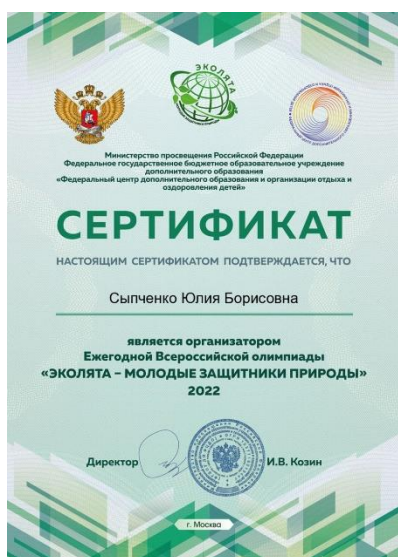 ЭКОЛЯТА
Министерство просвещения Российской Федерации
Федеральное государственное бюджетное образовательное учреждение
дополнительного образования
«Федеральный центр дополнительного образования и организации отдыха и
оздоровления детей»
СЕРТИФИКАТ
НАСТОЯЩИМ СЕРТИФИКАТОМ ПОДТВЕРЖДАЕТСЯ, ЧТО
Сыпченко Юлия Борисовна
является организатором
Ежегодной Всероссийской олимпиады
«ЭКОЛЯТА – МОЛОДЫЕ ЗАЩИТНИКИ ПРИРОДЫ»
2022
Директор И.В. Козин
г. Москва